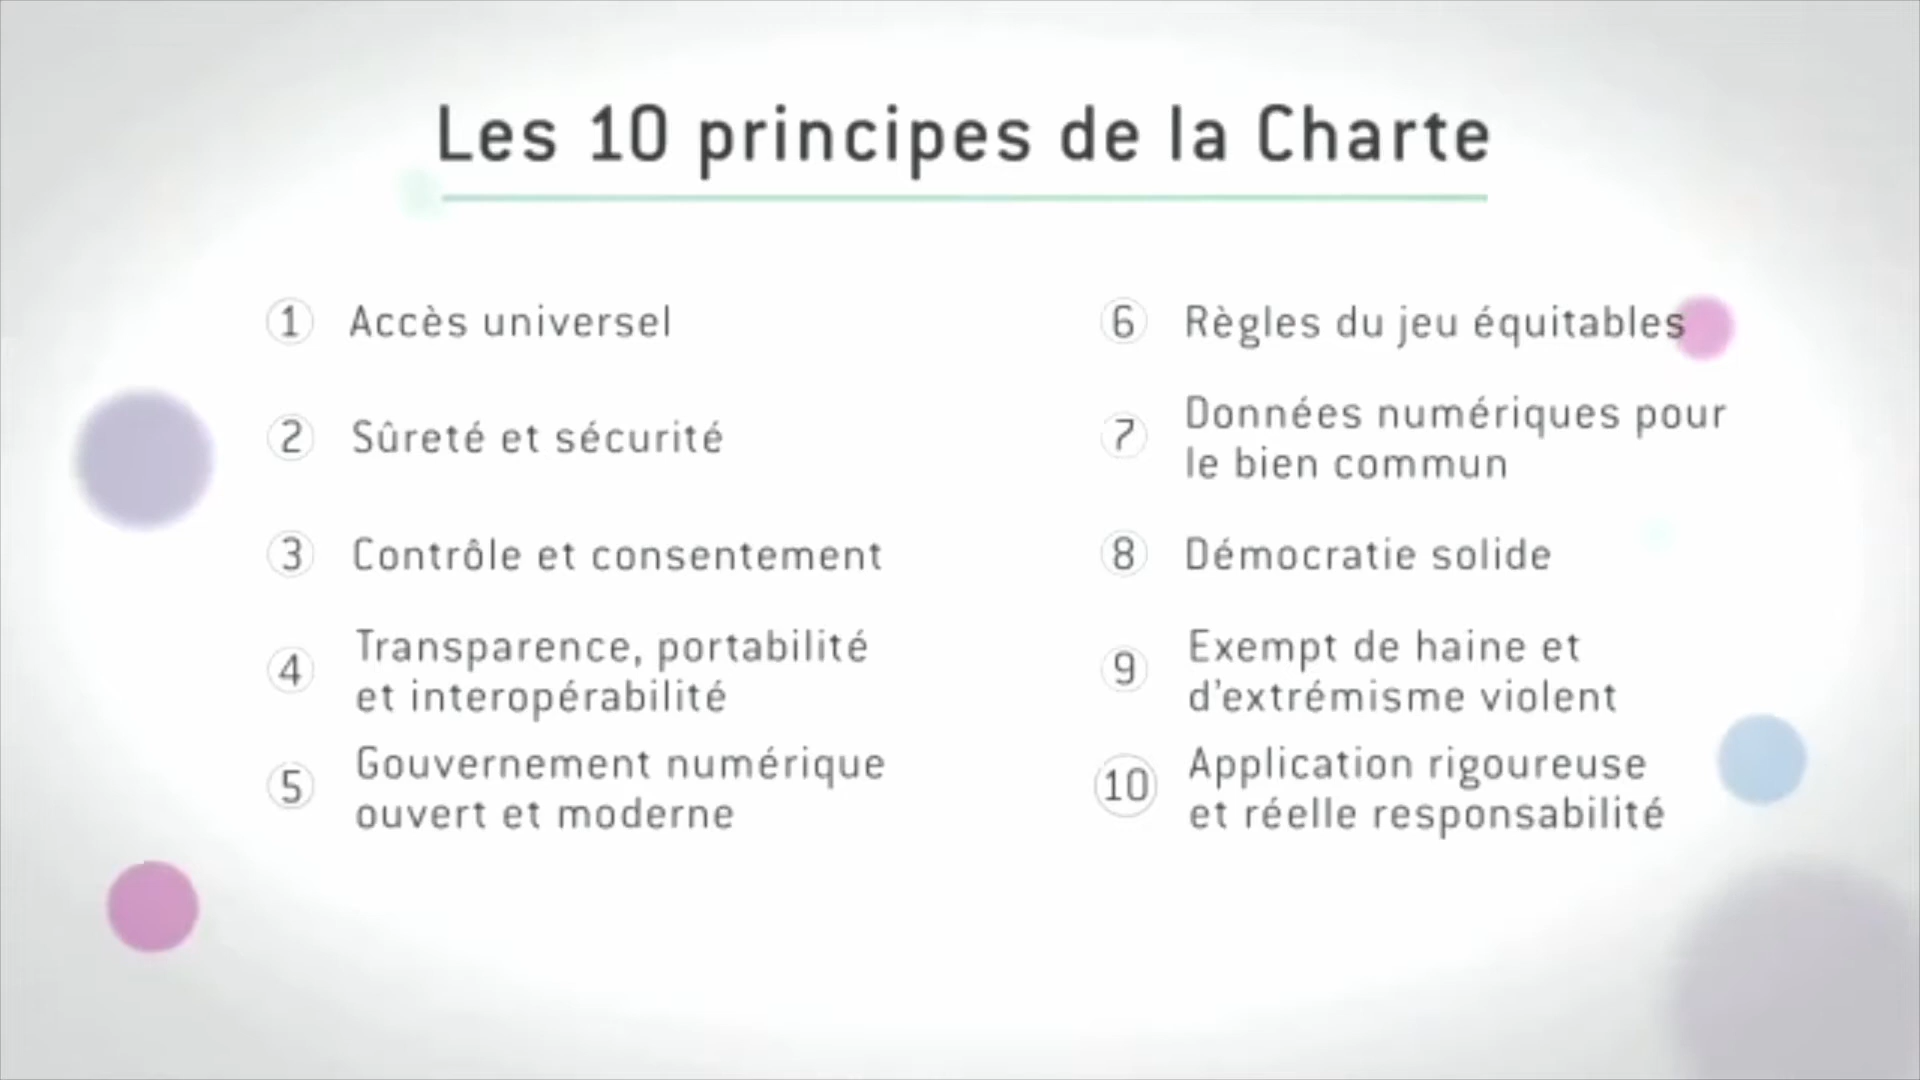 Les 10 principes de la Charte
1 Accès universel
2 Sûreté et sécurité
3 Contrôle et consentement
4 Transparence, portabilité
et interopérabilité
5 Gouvernement numérique
ouvert et moderne
6 Règles du jeu équitables
7 Données numériques pour
le bien commun
8 Démocratie solide
9 Exempt de haine et
d'extrémisme violent
10 Application rigoureuse
et réelle responsabilité